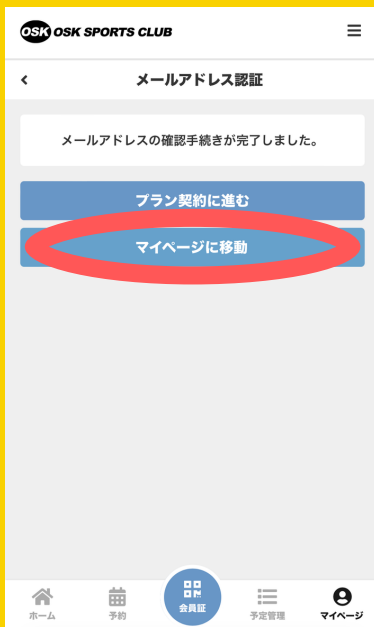 OSK OSK SPORTS CLUB
メールアドレス認証
メールアドレスの確認手続きが完了しました。
プラン契約に進む
マイページに移動
ホーム
予約
会員証
予定管理
マイページ